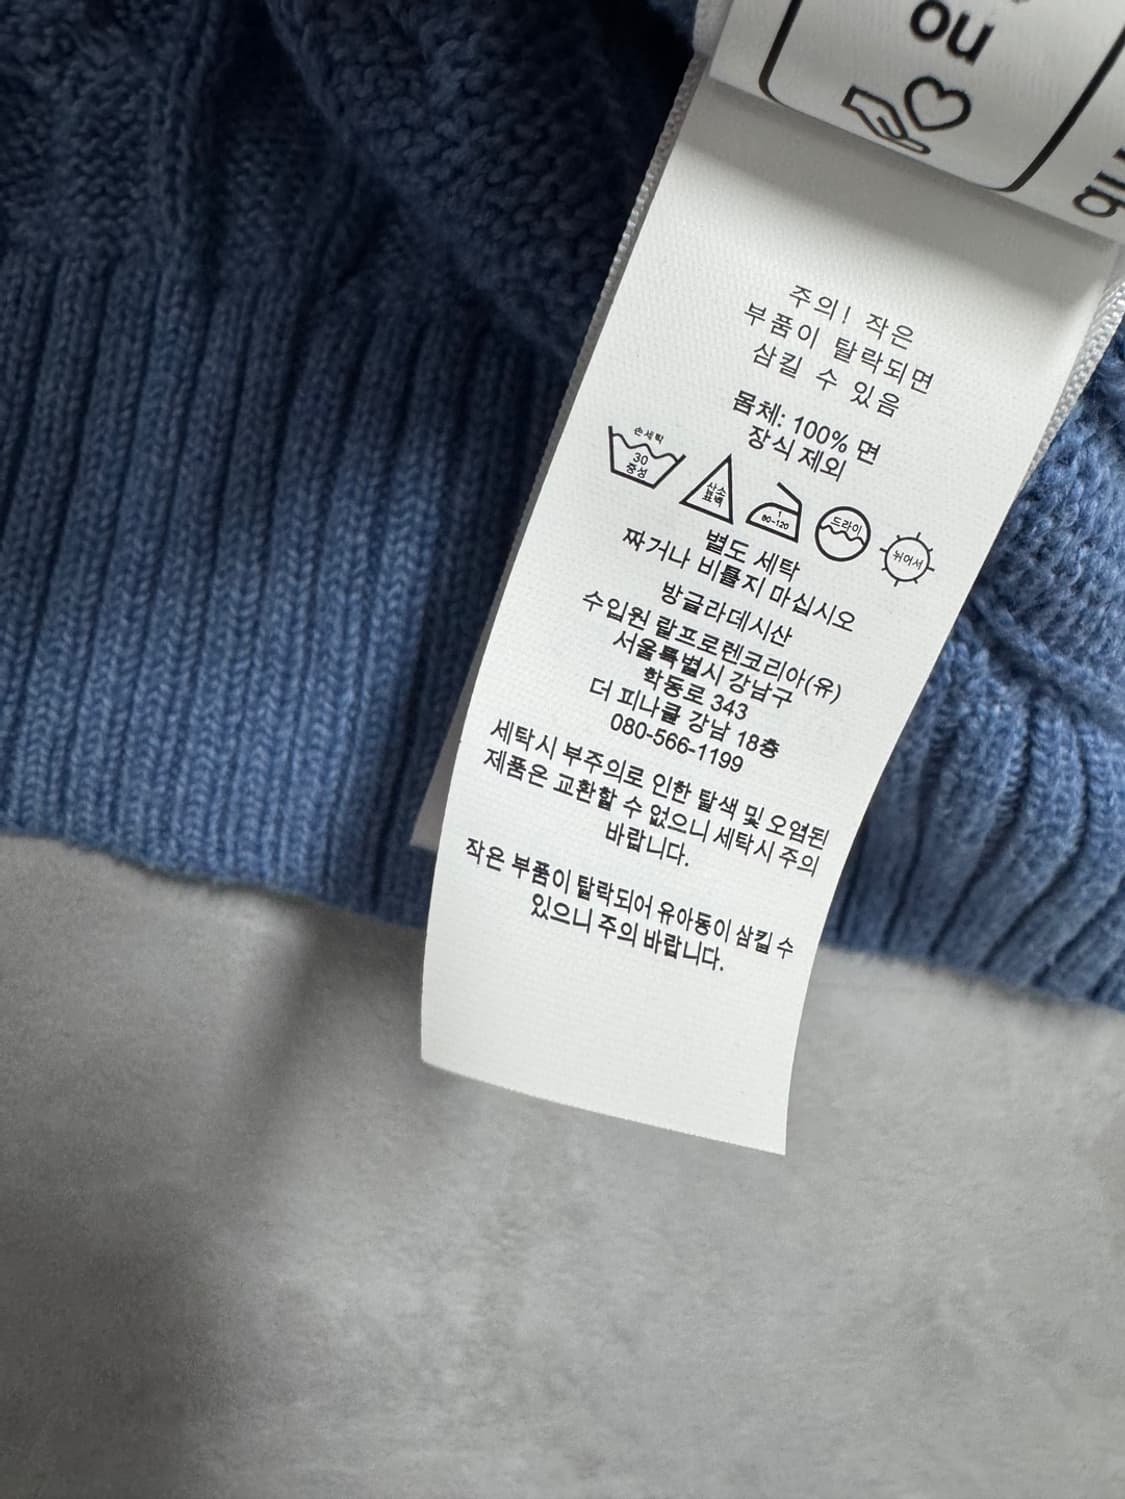 ou
qu
주의! 작은
부품이 탈락되면
삼킬 수 있음
몸체: 100% 면
장식 제외
손세탁
30
중성
산소
표백
1
80-120
드라이
뉘어서
별도 세탁
짜거나 비틀지 마십시오
방글라데시산
수입원 랄프로렌코리아(유)
서울특별시 강남구
학동로 343
더 피나클 강남 18층
080-566-1199
세탁시 부주의로 인한 탈색 및 오염된
제품은 교환할 수 없으니 세탁시 주의
바랍니다.
작은 부품이 탈락되어 유아동이 삼킬 수
있으니 주의 바랍니다.